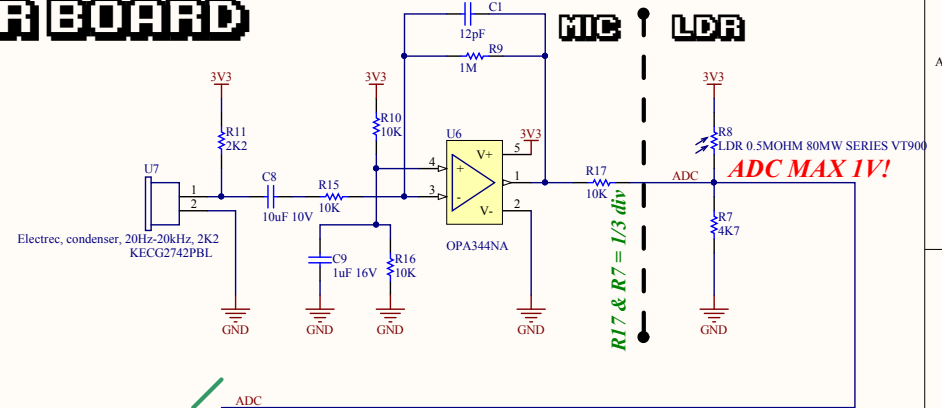 R BOARD
C1
12pF
MIC
LDR
R9
1M
A
3V3
3V3
3V3
R11
2K2
R10
10K
U6
3V3
R8
LDR 0.5MOHM 80MW SERIES VT900
ADC MAX 1V!
U7
4
+
V+
5
1
2
C8
10uF 10V
R15
10K
3
-
V-
1
2
R17
10K
ADC
Electrec, condenser, 20Hz-20kHz, 2K2
KECG2742PBL
OPA344NA
R7
4K7
C9
1uF 16V
R16
10K
R17 & R7 = 1/3 div
GND
GND
GND
GND
GND
ADC